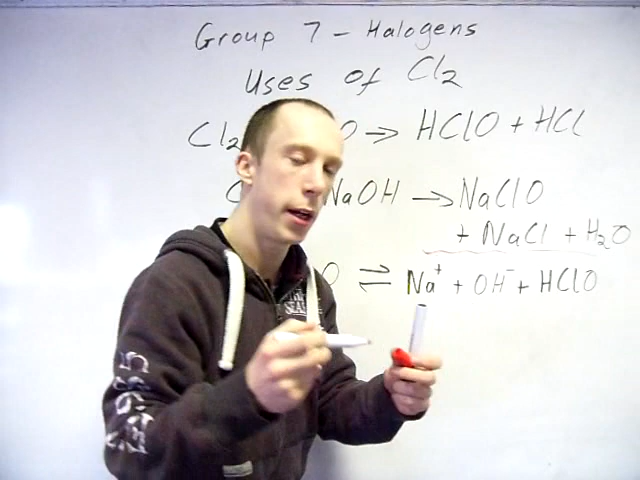 Group 7 - Halogens
Uses of Cl₂
Cl₂ O → HClO + HCl
NaOH → NaClO
+ NaCl + H₂O
O ⇌ Na⁺ + OH⁻ + HClO